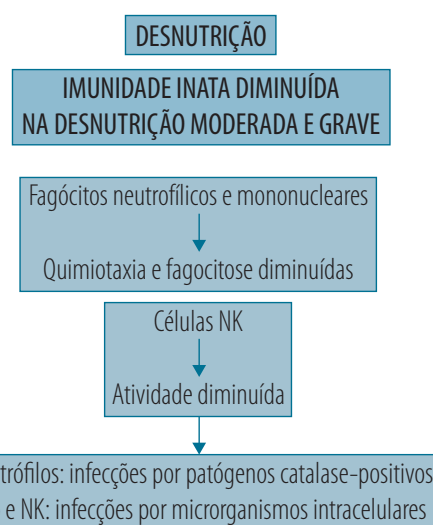 DESNUTRIÇÃO
IMUNIDADE INATA DIMINUÍDA
NA DESNUTRIÇÃO MODERADA E GRAVE
Fagócitos neutrofílicos e mononucleares
Quimiotaxia e fagocitose diminuídas
Células NK
Atividade diminuída
trófilos: infecções por patógenos catalase-positivos
e NK: infecções por microrganismos intracelulares